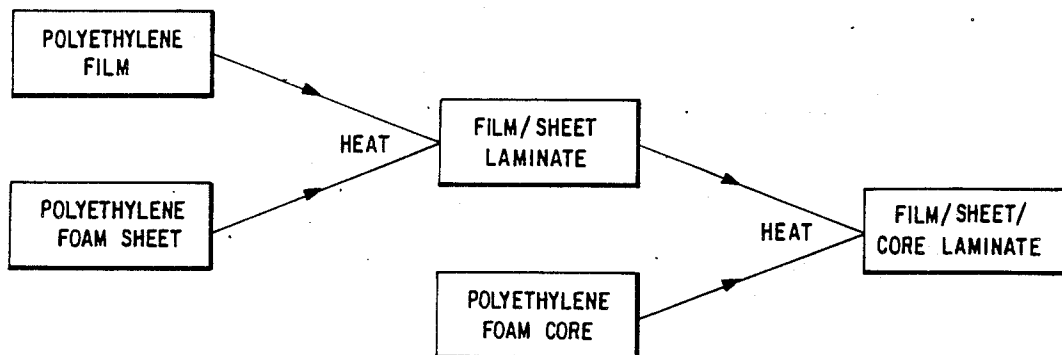 POLYETHYLENE
FILM
HEAT
FILM/SHEET
LAMINATE
POLYETHYLENE
FOAM SHEET
HEAT
FILM/SHEET/
CORE LAMINATE
POLYETHYLENE
FOAM CORE